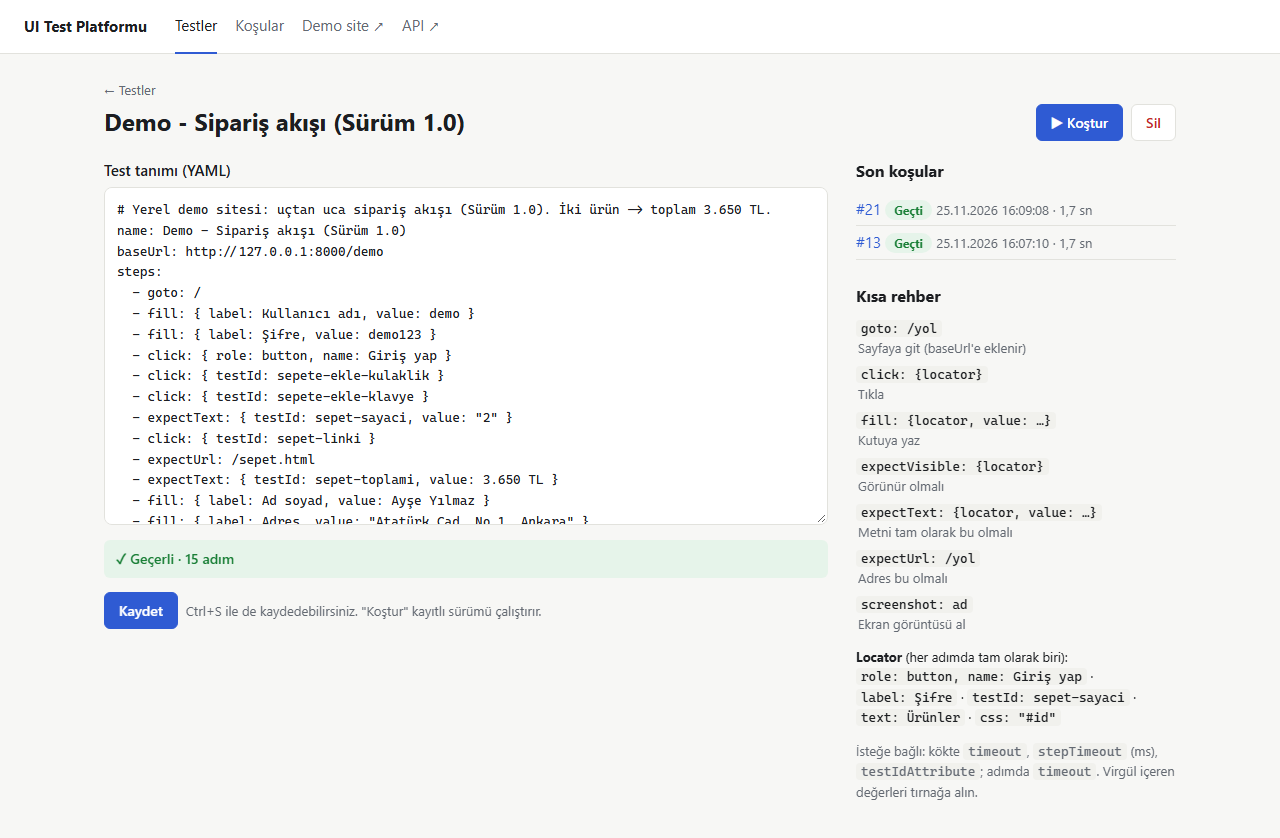 UI Test Platformu Testler Koşular Demo site ↗ API ↗
← Testler
Demo - Sipariş akışı (Sürüm 1.0)
▶ Koştur Sil
Test tanımı (YAML)
# Yerel demo sitesi: uçtan uca sipariş akışı (Sürüm 1.0). İki ürün -> toplam 3.650 TL.
name: Demo - Sipariş akışı (Sürüm 1.0)
baseUrl: http://127.0.0.1:8000/demo
steps:
- goto: /
- fill: { label: Kullanıcı adı, value: demo }
- fill: { label: Şifre, value: demo123 }
- click: { role: button, name: Giriş yap }
- click: { testId: sepete-ekle-kulaklik }
- click: { testId: sepete-ekle-klavye }
- expectText: { testId: sepet-sayaci, value: "2" }
- click: { testId: sepet-linki }
- expectUrl: /sepet.html
- expectText: { testId: sepet-toplami, value: 3.650 TL }
- fill: { label: Ad soyad, value: Ayşe Yılmaz }
- fill: { label: Adres, value: "Atatürk Cad. No 1, Ankara" }
✓ Geçerli · 15 adım
Kaydet Ctrl+S ile de kaydedebilirsiniz. "Koştur" kayıtlı sürümü çalıştırır.
Son koşular
#21 Geçti 25.11.2026 16:09:08 · 1,7 sn
#13 Geçti 25.11.2026 16:07:10 · 1,7 sn
Kısa rehber
goto: /yol
Sayfaya git (baseUrl'e eklenir)
click: {locator}
Tıkla
fill: {locator, value: …}
Kutuya yaz
expectVisible: {locator}
Görünür olmalı
expectText: {locator, value: …}
Metni tam olarak bu olmalı
expectUrl: /yol
Adres bu olmalı
screenshot: ad
Ekran görüntüsü al
Locator (her adımda tam olarak biri):
role: button, name: Giriş yap ·
label: Şifre · testId: sepet-sayaci ·
text: Ürünler · css: "#id"
İsteğe bağlı: kökte timeout, stepTimeout (ms),
testIdAttribute; adımda timeout. Virgül içeren
değerleri tırnağa alın.